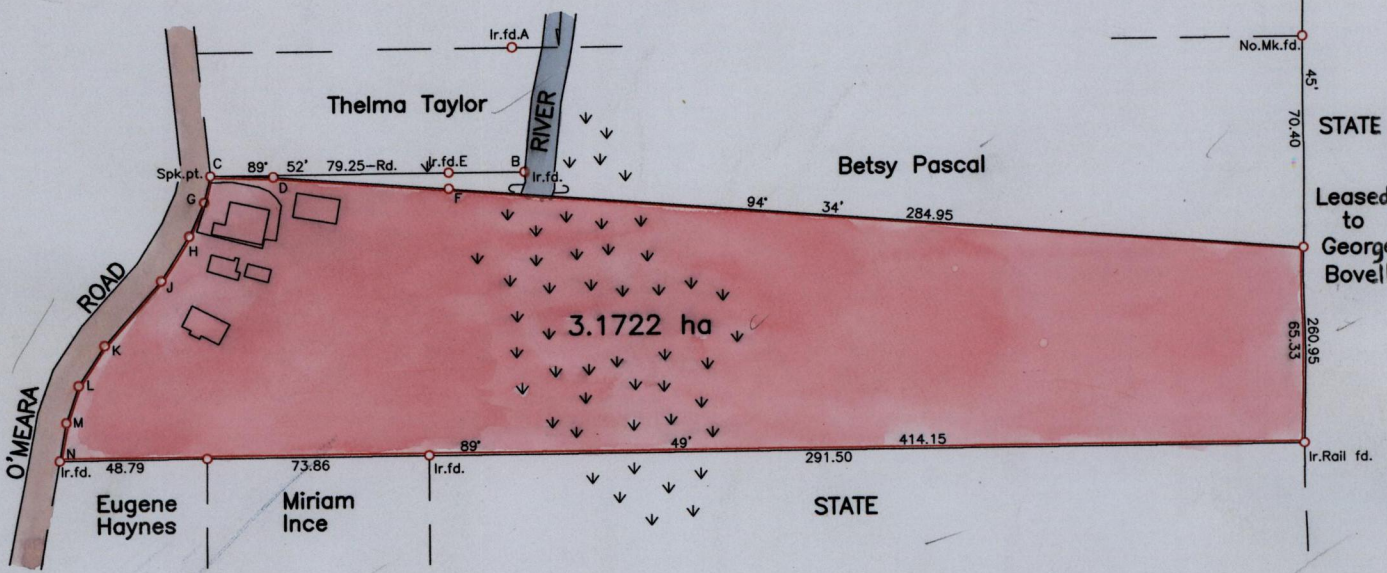 Ir.fd.A
No.Mk.fd.
45'
70.40
STATE
Thelma Taylor
RIVER
Betsy Pascal
C
89°
52'
79.25-Rd.
Ir.fd.E
B
Spk.pt.
D
Ir.fd.
G
F
94°
34'
284.95
Leased
to
George
Bovell
H
ROAD
J
3.1722 ha
260.95
65.33
K
L
O'MEARA
M
N
Ir.fd.
48.79
73.86
89°
Ir.fd.
49'
414.15
291.50
Ir.Rail fd.
Eugene
Haynes
Miriam
Ince
STATE